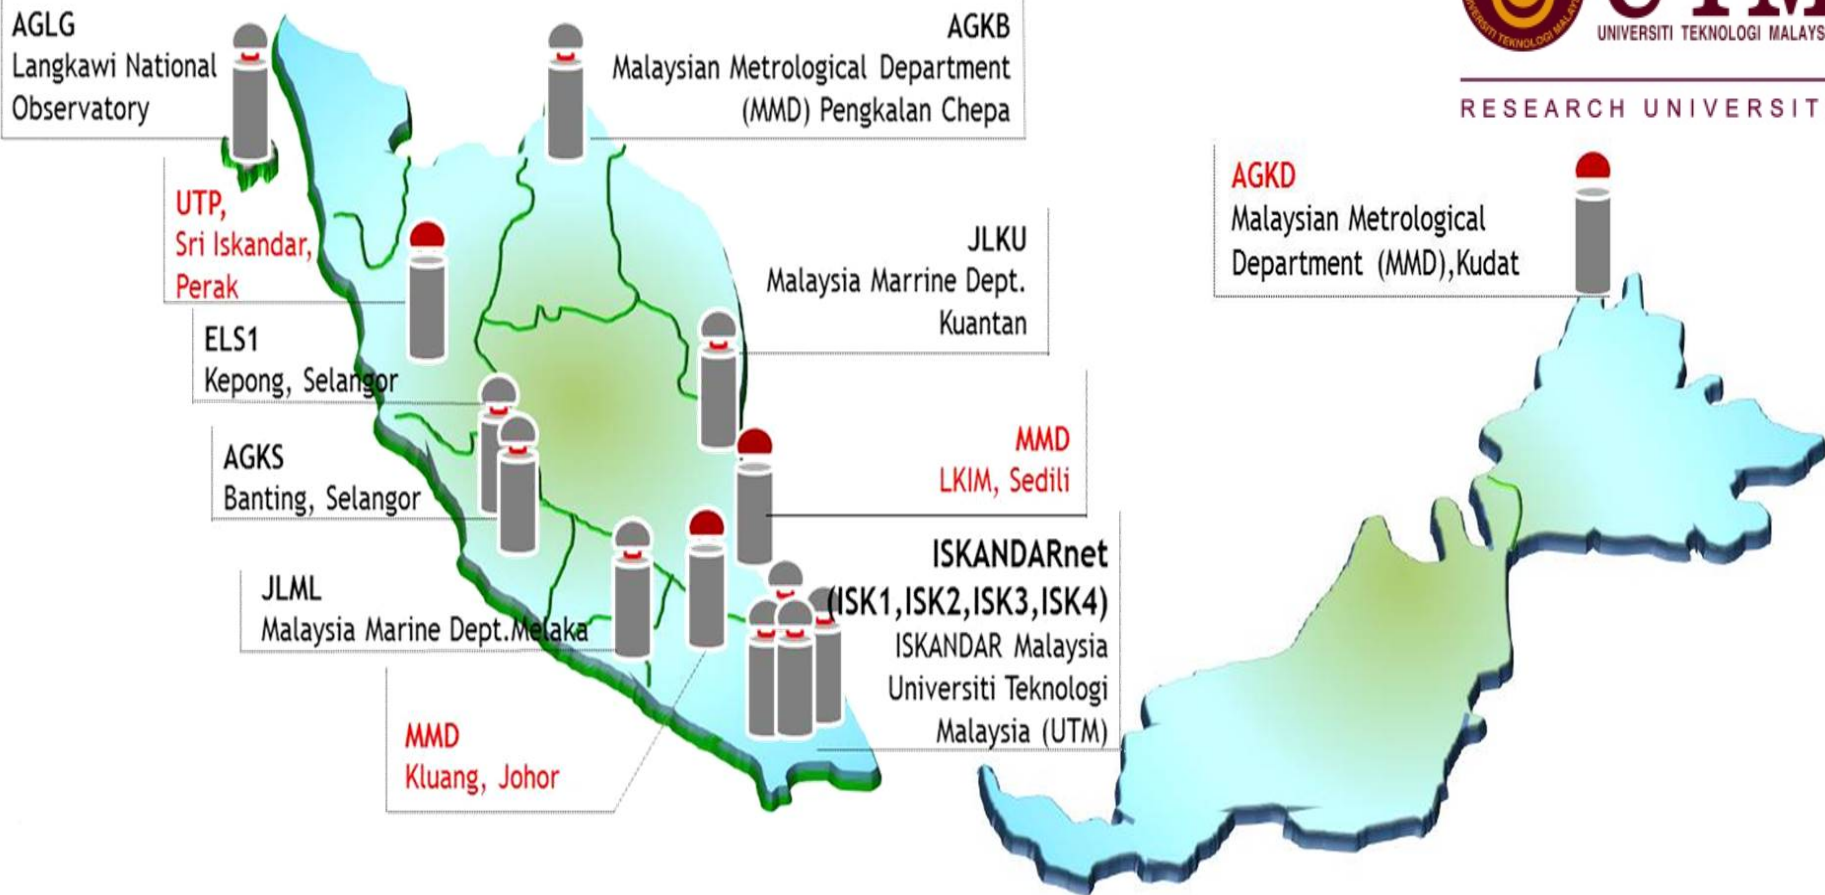 AGLG
Langkawi National
Observatory
AGKB
Malaysian Metrological Department
(MMD) Pengkalan Chepa
UNIVERSITI TEKNOLOGI MALAYS
RESEARCH UNIVERSIT
UTP,
Sri Iskandar,
Perak
AGKD
Malaysian Metrological
Department (MMD),Kudat
JLKU
Malaysia Marrine Dept.
Kuantan
ELS1
Kepong, Selangor
AGKS
Banting, Selangor
MMD
LKIM, Sedili
JLML
Malaysia Marine Dept.Melaka
ISKANDARnet
(ISK1,ISK2,ISK3,ISK4)
ISKANDAR Malaysia
Universiti Teknologi
Malaysia (UTM)
MMD
Kluang, Johor